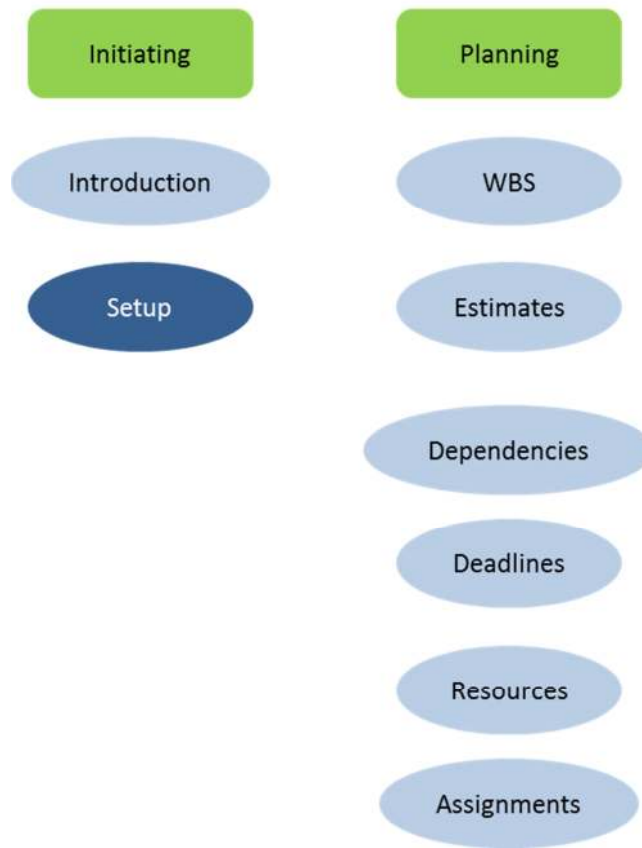 Initiating
Planning
Introduction
WBS
Setup
Estimates
Dependencies
Deadlines
Resources
Assignments